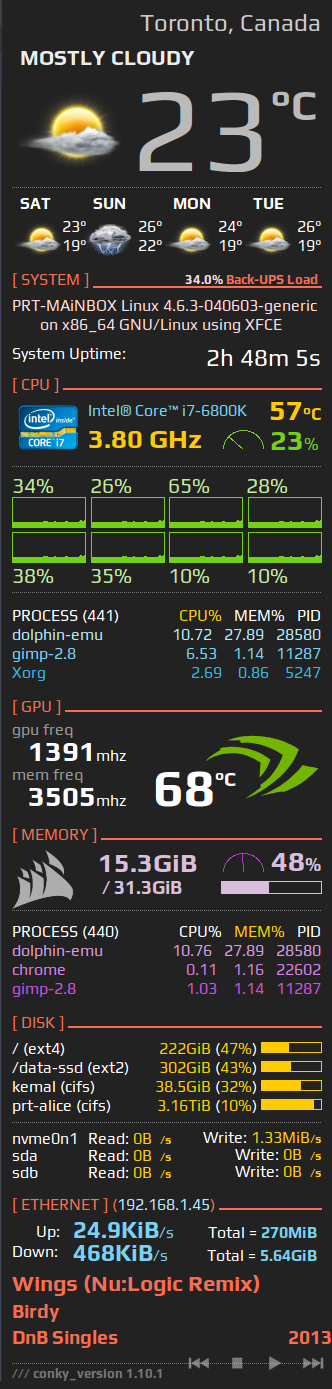 Toronto, Canada
MOSTLY CLOUDY
23°C
SAT SUN MON TUE
23° 26° 24° 26°
19° 22° 19° 19°
[ SYSTEM ] 34.0% Back-UPS Load
PRT-MAiNBOX Linux 4.6.3-040603-generic
on x86_64 GNU/Linux using XFCE
System Uptime: 2h 48m 5s
[ CPU ]
intel inside™ CORE i7
Intel® Core™ i7-6800K 57°C
3.80 GHz 23%
34% 26% 65% 28%
38% 35% 10% 10%
PROCESS (441) CPU% MEM% PID
dolphin-emu 10.72 27.89 28580
gimp-2.8 6.53 1.14 11287
Xorg 2.69 0.86 5247
[ GPU ]
gpu freq
1391mhz
mem freq
3505mhz
68°C
[ MEMORY ]
15.3GiB 48%
/ 31.3GiB
PROCESS (440) CPU% MEM% PID
dolphin-emu 10.76 27.89 28580
chrome 0.11 1.16 22602
gimp-2.8 1.03 1.14 11287
[ DISK ]
/ (ext4) 222GiB (47%)
/data-ssd (ext2) 302GiB (43%)
kemal (cifs) 38.5GiB (32%)
prt-alice (cifs) 3.16TiB (10%)
nvme0n1 Read: 0B /s Write: 1.33MiB/s
sda Read: 0B /s Write: 0B /s
sdb Read: 0B /s Write: 0B /s
[ ETHERNET ] (192.168.1.45)
Up: 24.9KiB/s Total = 270MiB
Down: 468KiB/s Total = 5.64GiB
Wings (Nu:Logic Remix)
Birdy
DnB Singles 2013
/// conky_version 1.10.1